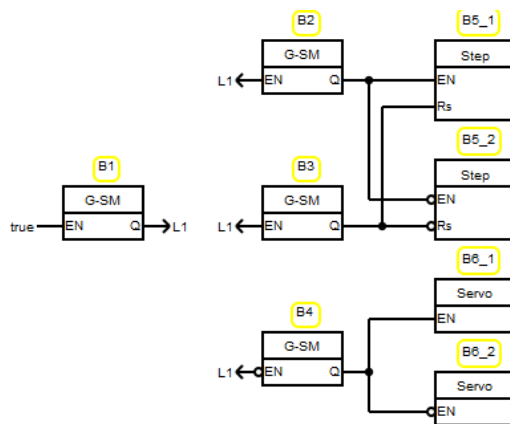 B2
G-SM
L1 EN Q
B5_1
Step
EN
Rs
B1
G-SM
true EN Q L1
B3
G-SM
L1 EN Q
B5_2
Step
EN
Rs
B4
G-SM
L1 EN Q
B6_1
Servo
EN
B6_2
Servo
EN